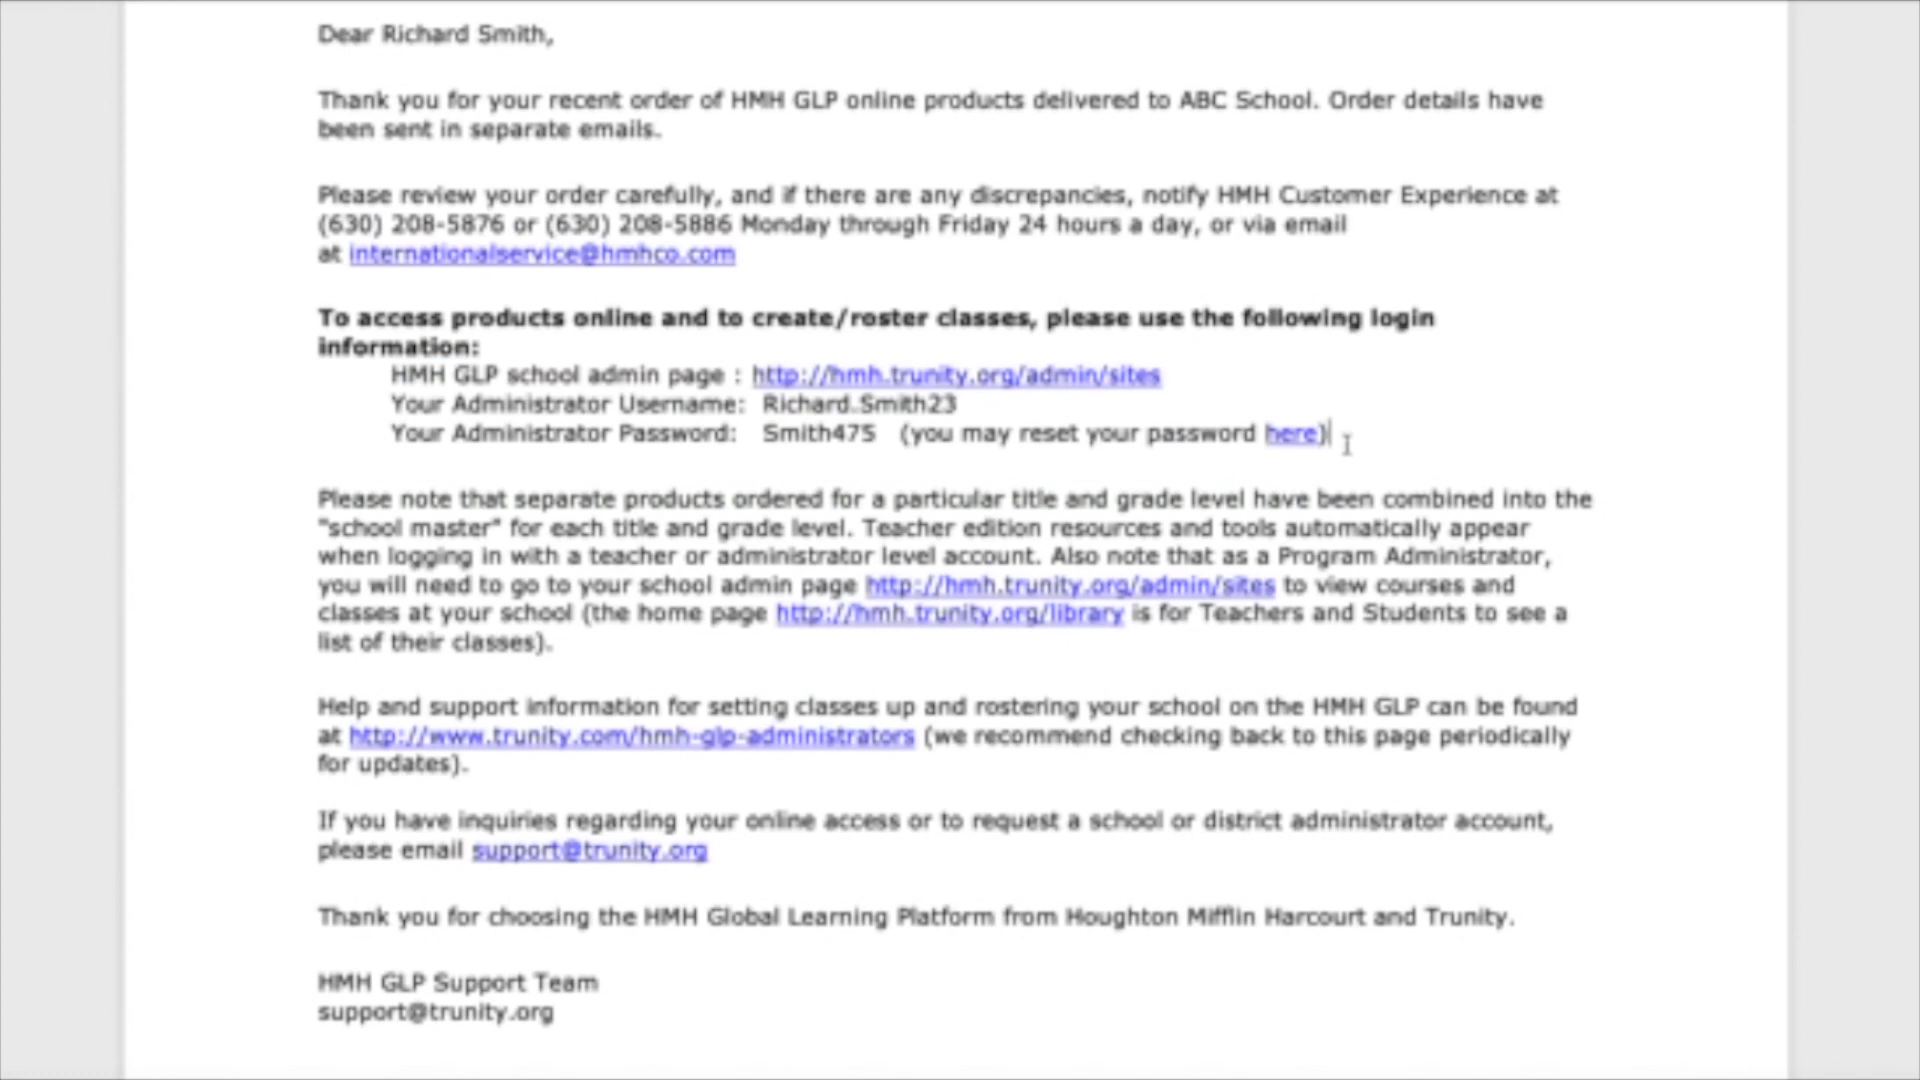 Dear Richard Smith,
Thank you for your recent order of HMH GLP online products delivered to ABC School. Order details have
been sent in separate emails.
Please review your order carefully, and if there are any discrepancies, notify HMH Customer Experience at
(630) 208-5876 or (630) 208-5886 Monday through Friday 24 hours a day, or via email
at internationalservice@hmhco.com
To access products online and to create/roster classes, please use the following login
information:
HMH GLP school admin page : http://hmh.trunity.org/admin/sites
Your Administrator Username: Richard.Smith23
Your Administrator Password: Smith475 (you may reset your password here)
Please note that separate products ordered for a particular title and grade level have been combined into the
"school master" for each title and grade level. Teacher edition resources and tools automatically appear
when logging in with a teacher or administrator level account. Also note that as a Program Administrator,
you will need to go to your school admin page http://hmh.trunity.org/admin/sites to view courses and
classes at your school (the home page http://hmh.trunity.org/library is for Teachers and Students to see a
list of their classes).
Help and support information for setting classes up and rostering your school on the HMH GLP can be found
at http://www.trunity.com/hmh-glp-administrators (we recommend checking back to this page periodically
for updates).
If you have inquiries regarding your online access or to request a school or district administrator account,
please email support@trunity.org
Thank you for choosing the HMH Global Learning Platform from Houghton Mifflin Harcourt and Trunity.
HMH GLP Support Team
support@trunity.org